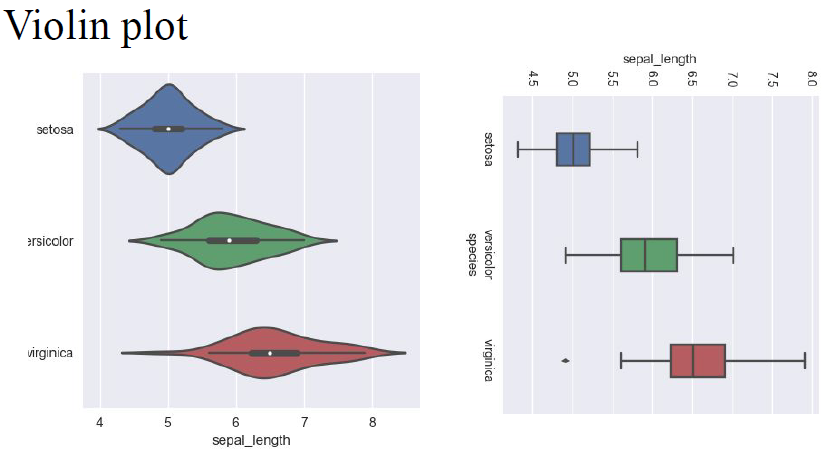 Violin plot
setosa
ersicolor
virginica
4 5 6 7 8
sepal_length
sepal_length
4.5 5.0 5.5 6.0 6.5 7.0 7.5 8.0
setosa
versicolor
virginica
species